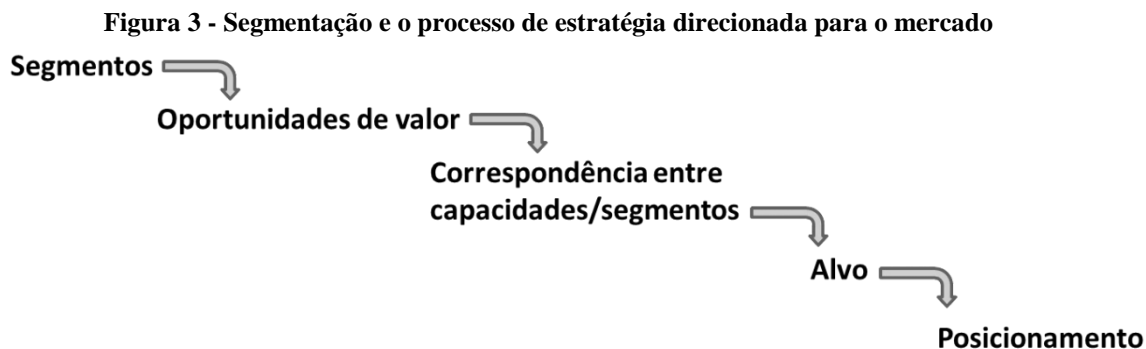 Figura 3 - Segmentação e o processo de estratégia direcionada para o mercado
Segmentos
Oportunidades de valor
Correspondência entre
capacidades/segmentos
Alvo
Posicionamento